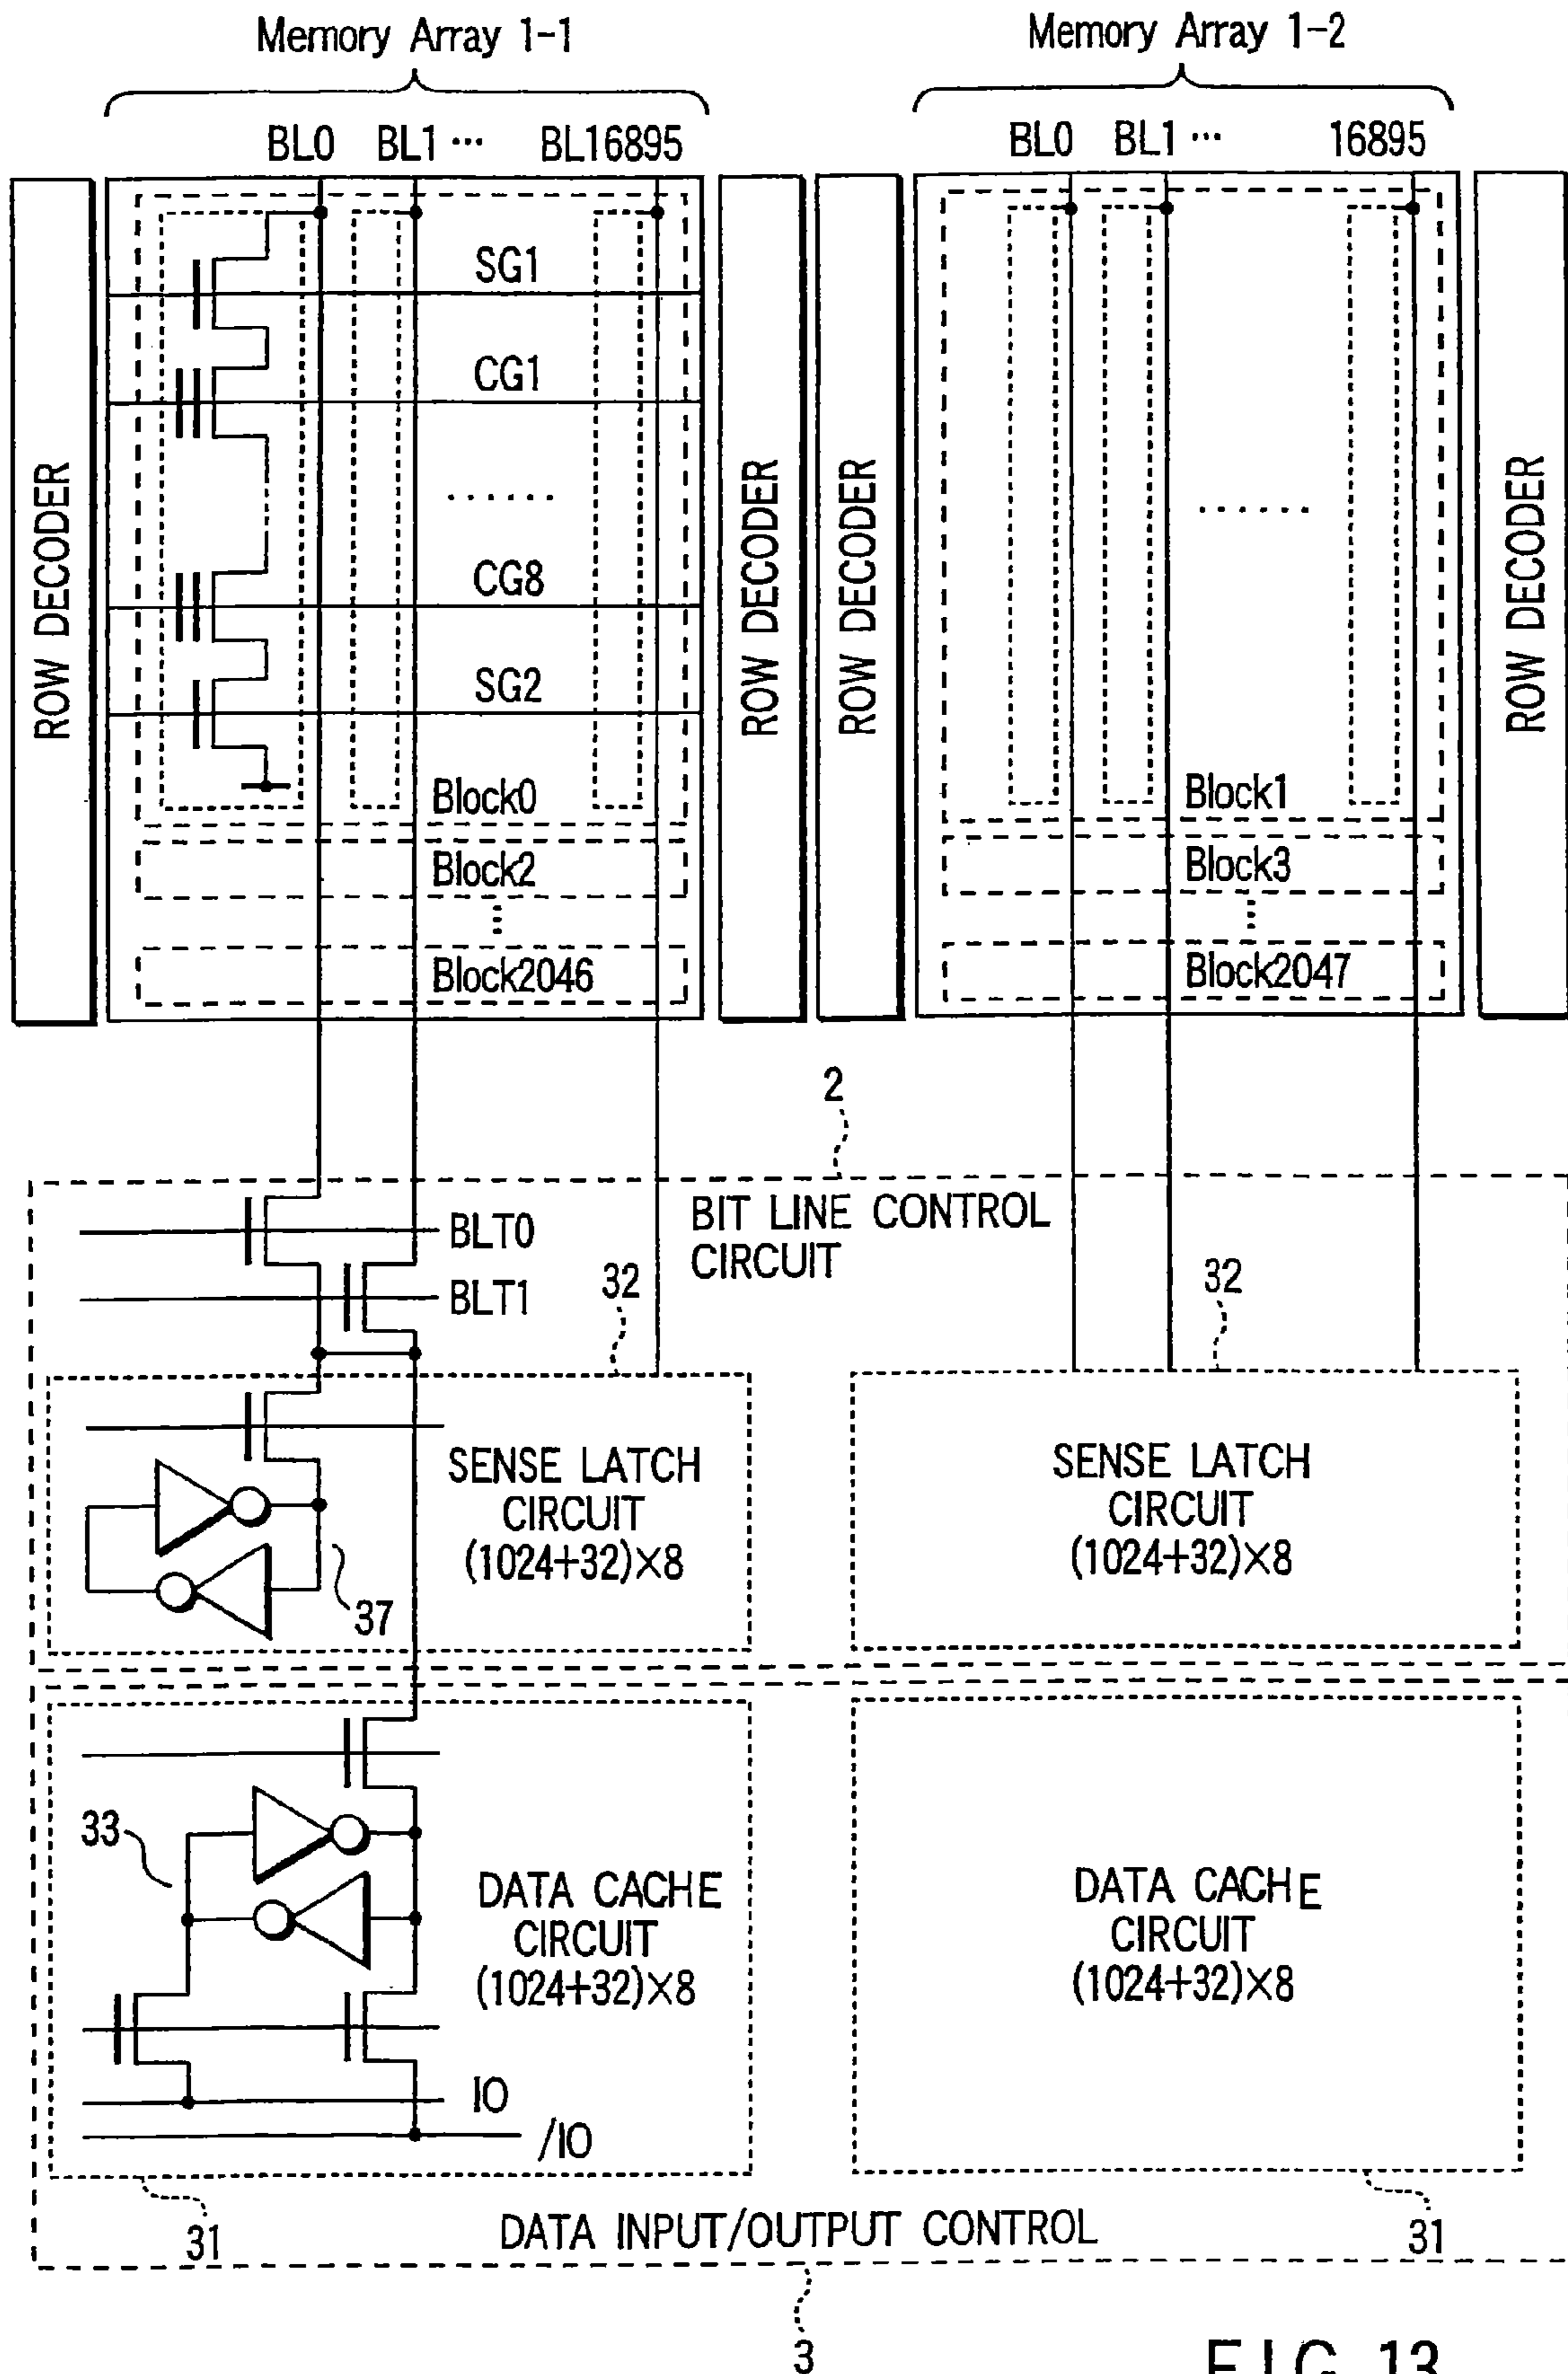 Memory Array 1-1
Memory Array 1-2
BL0 BL1 ··· BL16895
BL0 BL1 ··· 16895
ROW DECODER
SG1
CG1
.......
CG8
SG2
Block0
Block2
Block2046
ROW DECODER
ROW DECODER
.......
Block1
Block3
Block2047
ROW DECODER
2
BIT LINE CONTROL
CIRCUIT
BLT0
BLT1
32
32
SENSE LATCH
CIRCUIT
(1024+32)×8
37
SENSE LATCH
CIRCUIT
(1024+32)×8
33
DATA CACHE
CIRCUIT
(1024+32)×8
IO
/IO
DATA CACHE
CIRCUIT
(1024+32)×8
31
DATA INPUT/OUTPUT CONTROL
31
3
FIG. 13